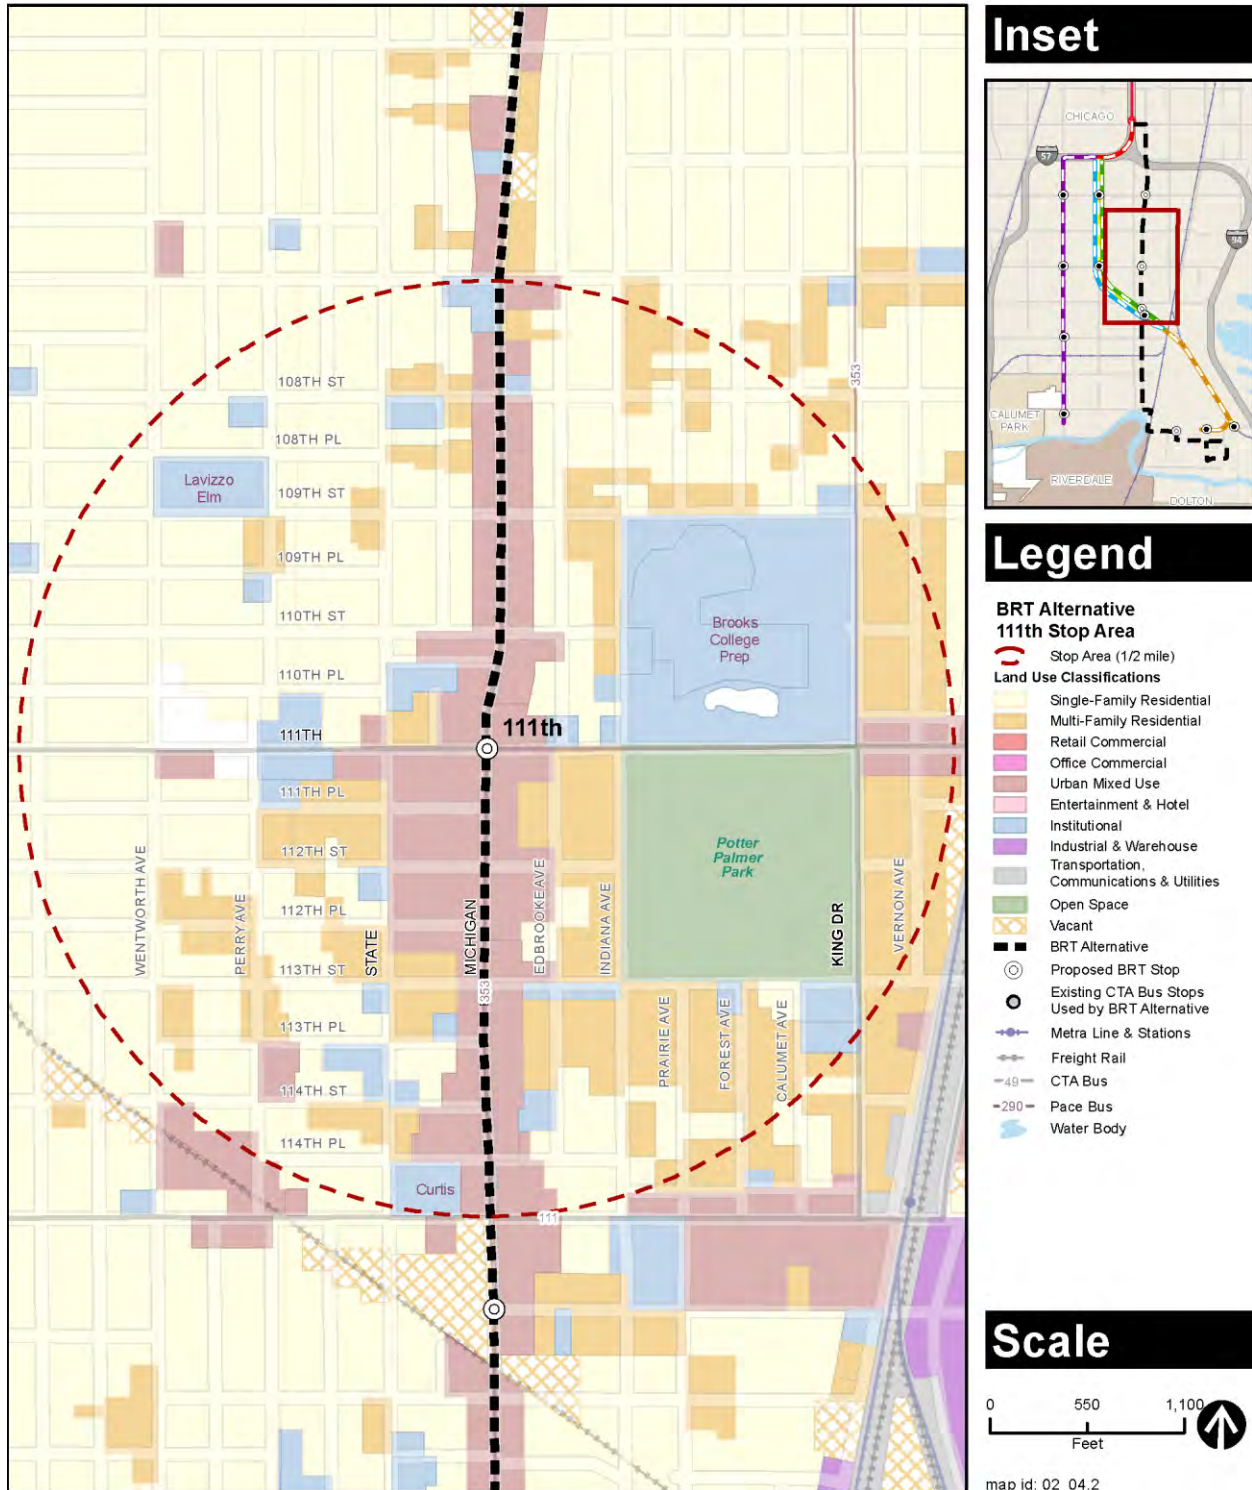 Inset
CHICAGO
57
94
CALUMET
PARK
RIVERDALE
DOLTON
353
108TH ST
108TH PL
Lavizzo
Elm
109TH ST
109TH PL
110TH ST
110TH PL
Brooks
College
Prep
111TH
111th
111TH PL
112TH ST
112TH PL
113TH ST
113TH PL
114TH ST
114TH PL
Potter
Palmer
Park
WENTWORTH AVE
PERRY AVE
STATE
MICHIGAN
353
EDBROOKE AVE
INDIANA AVE
KING DR
VERNON AVE
PRAIRIE AVE
FOREST AVE
CALUMET AVE
Curtis
111
Legend
BRT Alternative
111th Stop Area
Stop Area (1/2 mile)
Land Use Classifications
Single-Family Residential
Multi-Family Residential
Retail Commercial
Office Commercial
Urban Mixed Use
Entertainment & Hotel
Institutional
Industrial & Warehouse
Transportation,
Communications & Utilities
Open Space
Vacant
BRT Alternative
Proposed BRT Stop
Existing CTA Bus Stops
Used by BRT Alternative
Metra Line & Stations
Freight Rail
49 CTA Bus
290 Pace Bus
Water Body
Scale
0 550 1,100
Feet
map id: 02_04.2